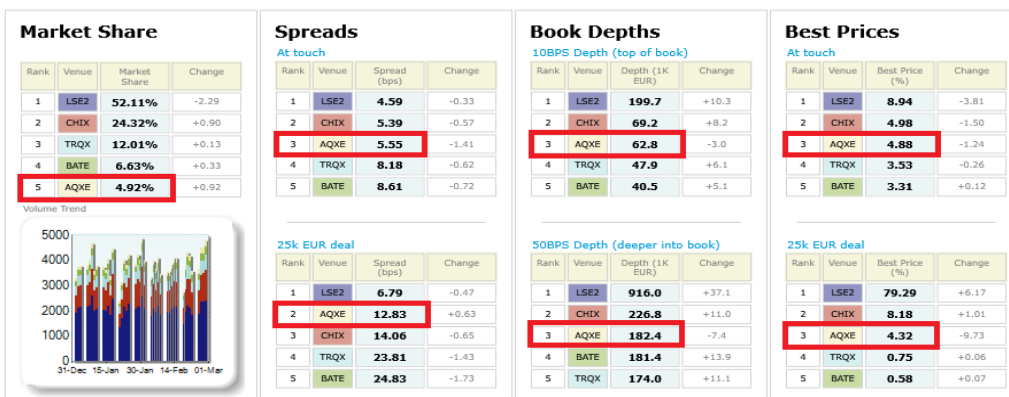 Market Share
Rank Venue Market Share Change
1 LSE2 52.11% -2.29
2 CHIX 24.32% +0.90
3 TRQX 12.01% +0.13
4 BATE 6.63% +0.33
5 AQXE 4.92% +0.92
Volume Trend
5000
4000
3000
2000
1000
0
31-Dec 15-Jan 30-Jan 14-Feb 01-Mar
Spreads
At touch
Rank Venue Spread (bps) Change
1 LSE2 4.59 -0.33
2 CHIX 5.39 -0.57
3 AQXE 5.55 -1.41
4 TRQX 8.18 -0.62
5 BATE 8.61 -0.72
25k EUR deal
Rank Venue Spread (bps) Change
1 LSE2 6.79 -0.47
2 AQXE 12.83 +0.63
3 CHIX 14.06 -0.65
4 TRQX 23.81 -1.43
5 BATE 24.83 -1.73
Book Depths
10BPS Depth (top of book)
Rank Venue Depth (1K EUR) Change
1 LSE2 199.7 +10.3
2 CHIX 69.2 +8.2
3 AQXE 62.8 -3.0
4 TRQX 47.9 +6.1
5 BATE 40.5 +5.1
50BPS Depth (deeper into book)
Rank Venue Depth (1K EUR) Change
1 LSE2 916.0 +37.1
2 CHIX 226.8 +11.0
3 AQXE 182.4 -7.4
4 BATE 181.4 +13.9
5 TRQX 174.0 +11.1
Best Prices
At touch
Rank Venue Best Price (%) Change
1 LSE2 8.94 -3.81
2 CHIX 4.98 -1.50
3 AQXE 4.88 -1.24
4 TRQX 3.53 -0.26
5 BATE 3.31 +0.12
25k EUR deal
Rank Venue Best Price (%) Change
1 LSE2 79.29 +6.17
2 CHIX 8.18 +1.01
3 AQXE 4.32 -9.73
4 TRQX 0.75 +0.06
5 BATE 0.58 +0.07